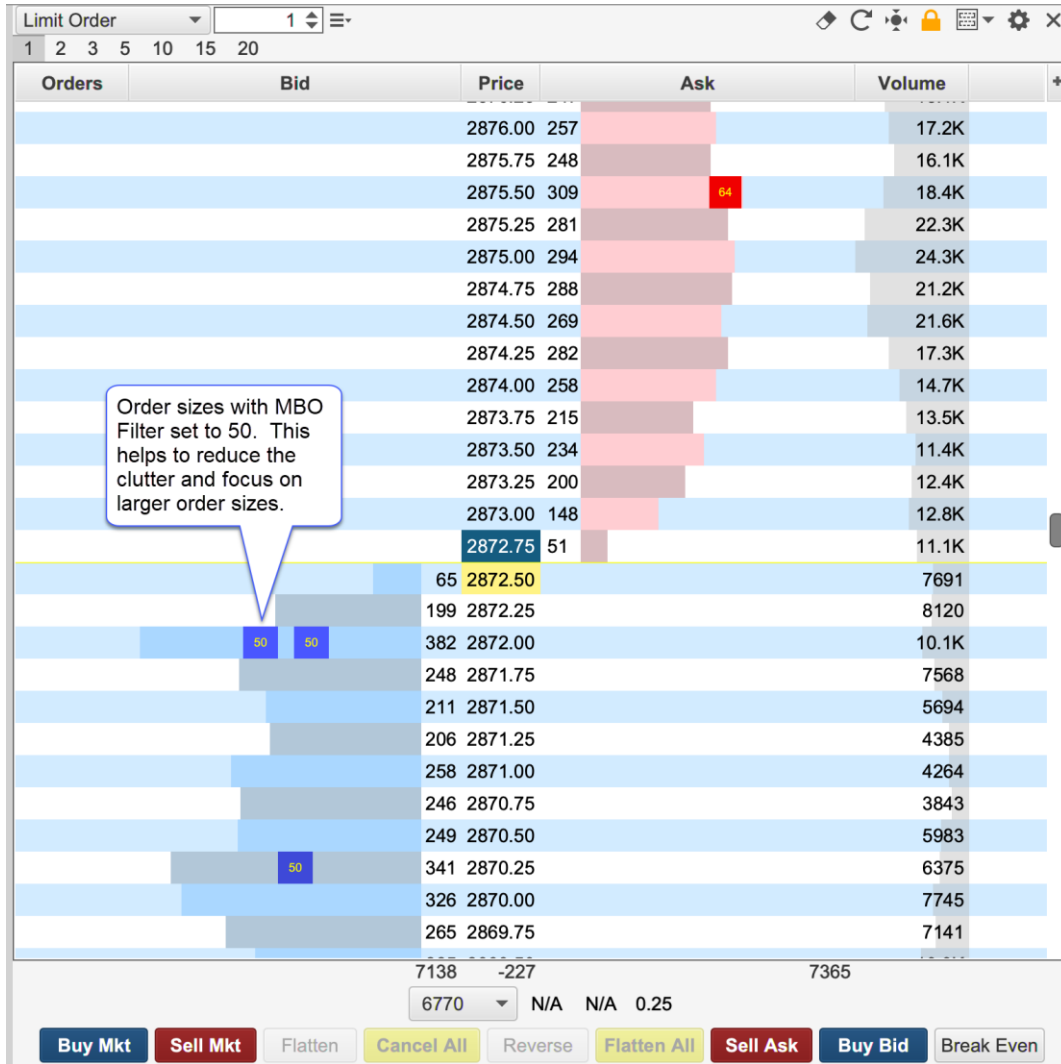 Limit Order 1
1 2 3 5 10 15 20
Orders Bid Price Ask Volume
2876.00 257 17.2K
2875.75 248 16.1K
2875.50 309 64 18.4K
2875.25 281 22.3K
2875.00 294 24.3K
2874.75 288 21.2K
2874.50 269 21.6K
2874.25 282 17.3K
2874.00 258 14.7K
2873.75 215 13.5K
2873.50 234 11.4K
2873.25 200 12.4K
2873.00 148 12.8K
2872.75 51 11.1K
Order sizes with MBO
Filter set to 50. This
helps to reduce the
clutter and focus on
larger order sizes.
65 2872.50 7691
199 2872.25 8120
50 50 382 2872.00 10.1K
248 2871.75 7568
211 2871.50 5694
206 2871.25 4385
258 2871.00 4264
246 2870.75 3843
249 2870.50 5983
50 341 2870.25 6375
326 2870.00 7745
265 2869.75 7141
7138 -227 7365
6770 N/A N/A 0.25
Buy Mkt Sell Mkt Flatten Cancel All Reverse Flatten All Sell Ask Buy Bid Break Even